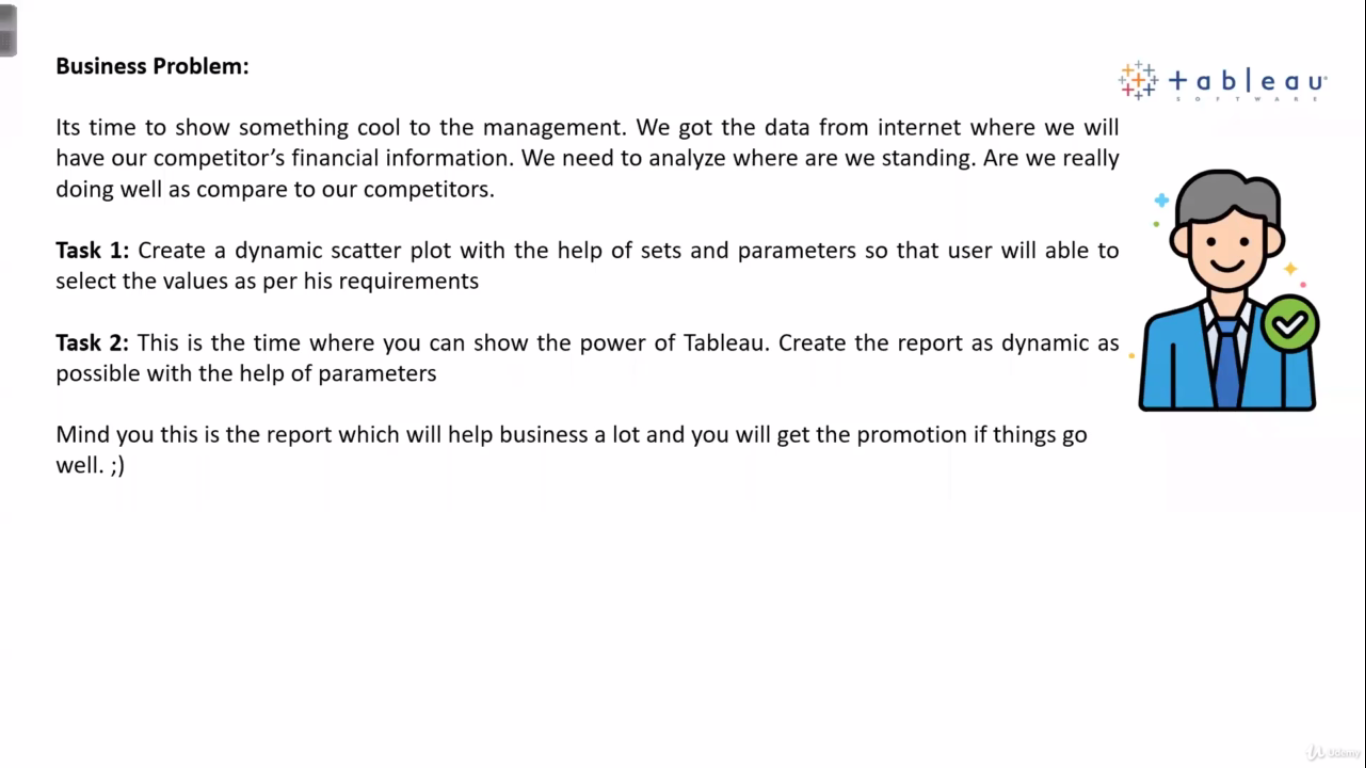 Business Problem:
tableau
SOFTWARE
Its time to show something cool to the management. We got the data from internet where we will
have our competitor’s financial information. We need to analyze where are we standing. Are we really
doing well as compare to our competitors.
Task 1: Create a dynamic scatter plot with the help of sets and parameters so that user will able to
select the values as per his requirements
Task 2: This is the time where you can show the power of Tableau. Create the report as dynamic as
possible with the help of parameters
Mind you this is the report which will help business a lot and you will get the promotion if things go
well. ;)
Udemy